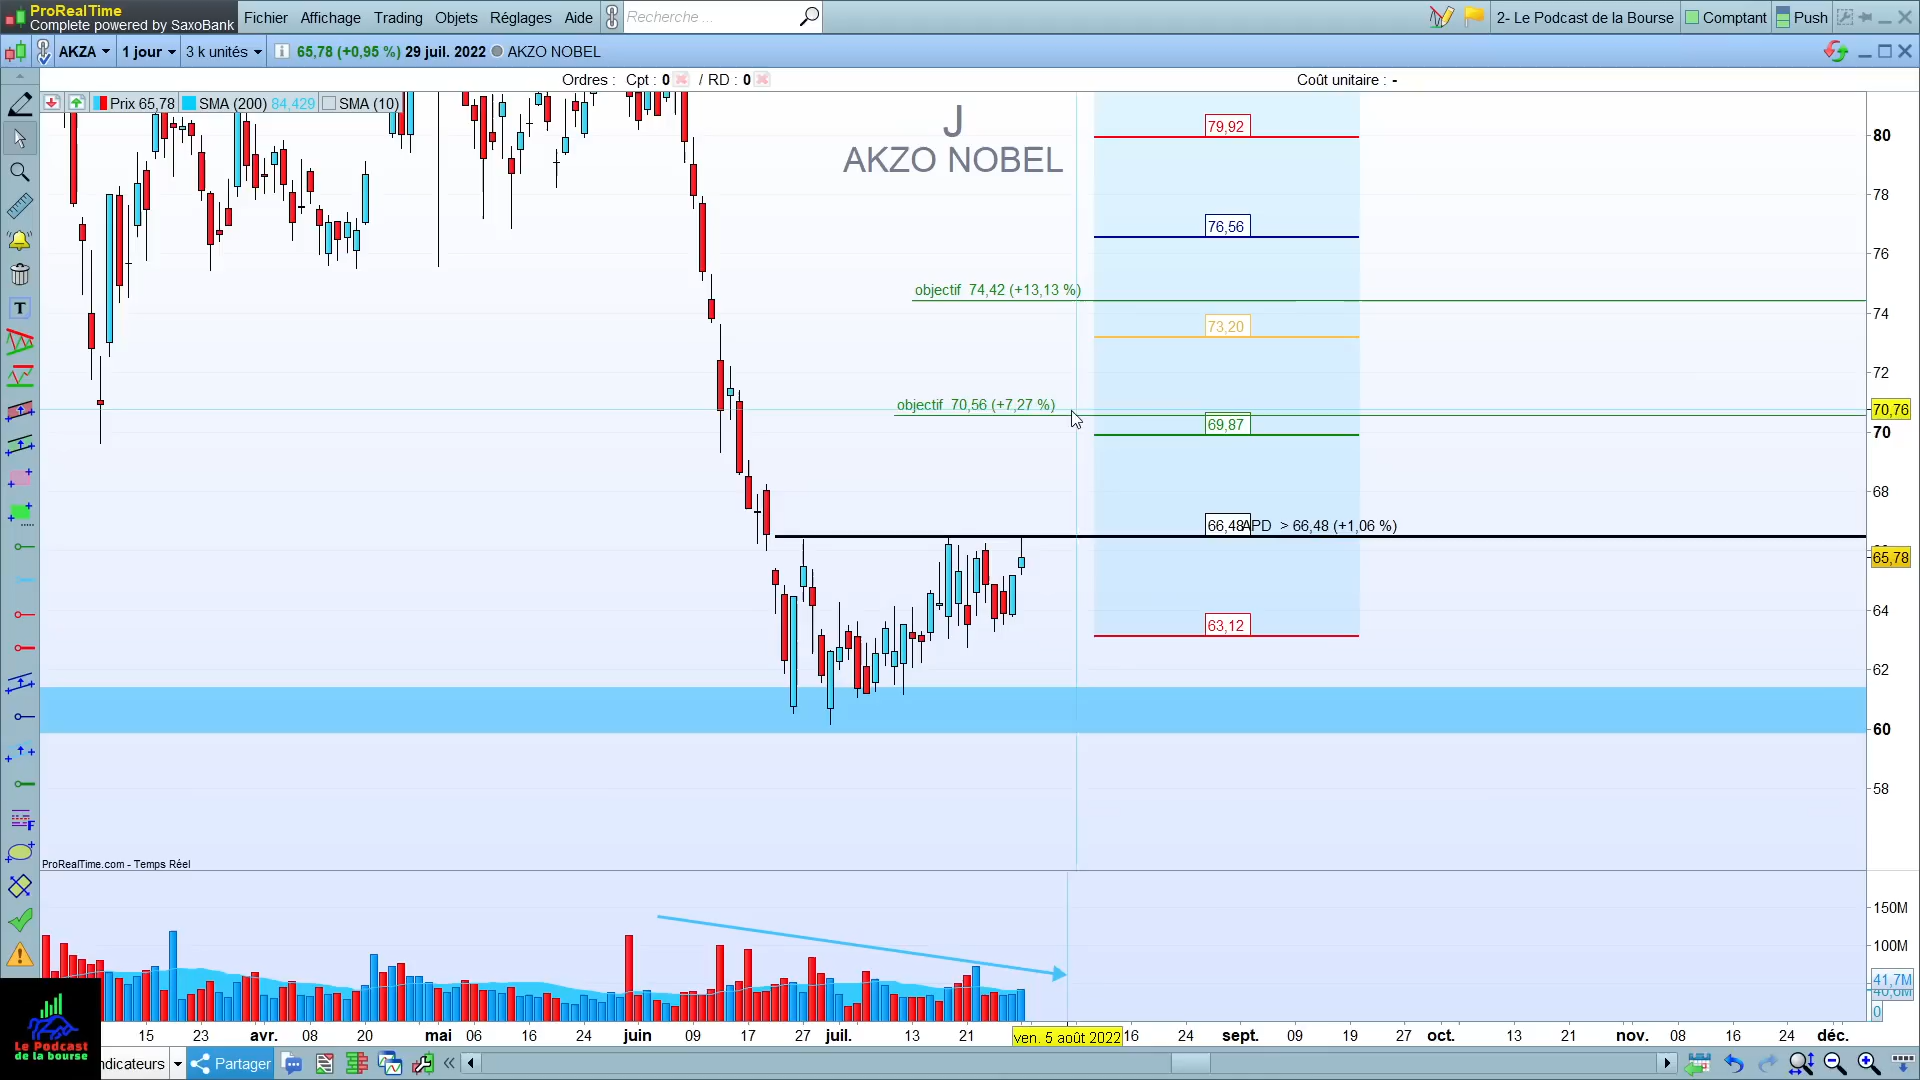 ProRealTime
Complete powered by SaxoBank
Fichier Affichage Trading Objets Réglages Aide
Recherche ...
2- Le Podcast de la Bourse Comptant Push
AKZA 1 jour 3 k unités 65,78 (+0,95 %) 29 juil. 2022 AKZO NOBEL
Ordres : Cpt : 0 / RD : 0 Coût unitaire : -
Prix 65,78 SMA (200) 84,429 SMA (10)
J
AKZO NOBEL
79,92
80
78
76,56
76
objectif 74,42 (+13,13 %)
74
73,20
72
objectif 70,56 (+7,27 %)
70,76
69,87
70
68
66,48 APD > 66,48 (+1,06 %)
65,78
64
63,12
62
60
58
ProRealTime.com - Temps Réel
150M
100M
41,7M
40,6M
0
15 23 avr. 08 20 mai 06 16 24 juin 09 17 27 juil. 13 21 ven. 5 août 2022 16 24 sept. 09 19 27 oct. 13 21 nov. 08 16 24 déc.
Le Podcast
de la bourse
ndicateurs Partager